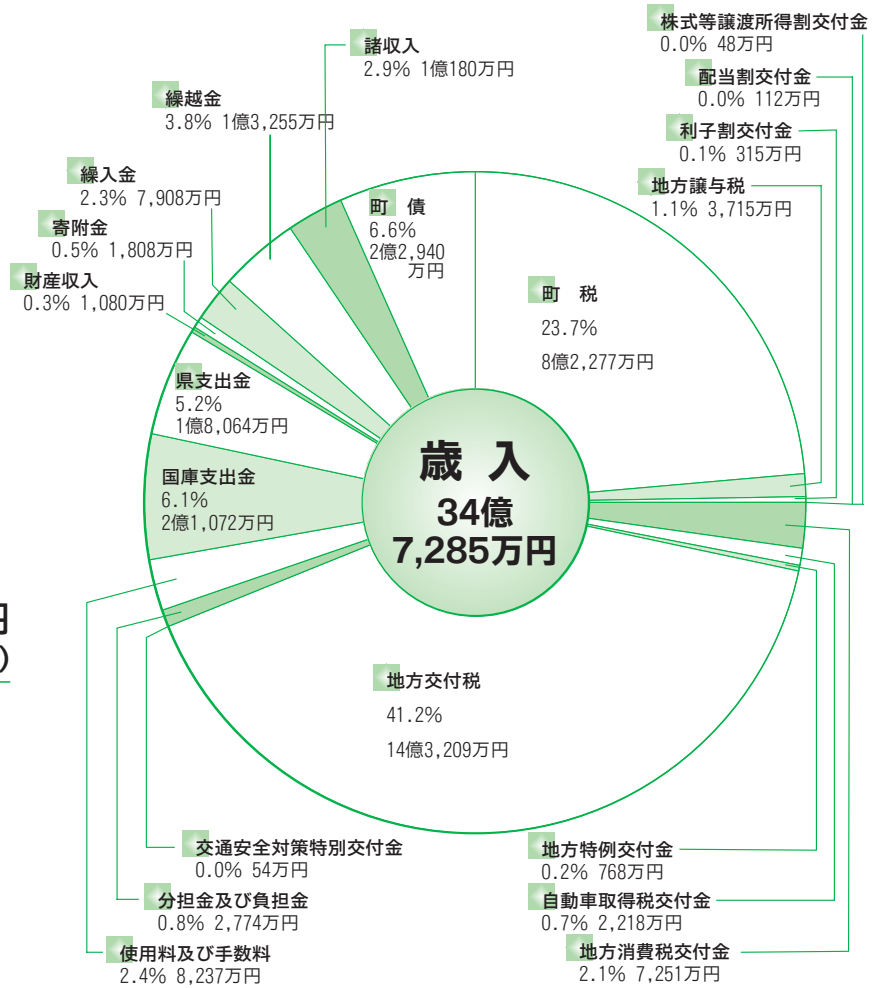 株式等譲渡所得割交付金
0.0% 48万円
配当割交付金
0.0% 112万円
利子割交付金
0.1% 315万円
地方譲与税
1.1% 3,715万円
諸収入
2.9% 1億180万円
繰越金
3.8% 1億3,255万円
繰入金
2.3% 7,908万円
寄附金
0.5% 1,808万円
財産収入
0.3% 1,080万円
町 債
6.6%
2億2,940
万円
町 税
23.7%
8億2,277万円
県支出金
5.2%
1億8,064万円
国庫支出金
6.1%
2億1,072万円
歳 入
34億
7,285万円
円
)
地方交付税
41.2%
14億3,209万円
交通安全対策特別交付金
0.0% 54万円
分担金及び負担金
0.8% 2,774万円
使用料及び手数料
2.4% 8,237万円
地方特例交付金
0.2% 768万円
自動車取得税交付金
0.7% 2,218万円
地方消費税交付金
2.1% 7,251万円